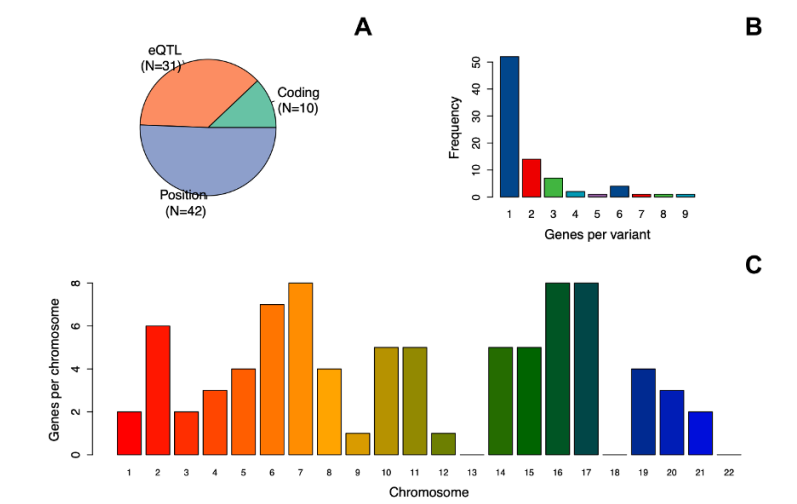 A
eQTL
(N=31)
Coding
(N=10)
Position
(N=42)
B
Frequency
50
40
30
20
10
0
1 2 3 4 5 6 7 8 9
Genes per variant
C
Genes per chromosome
8
6
4
2
0
1 2 3 4 5 6 7 8 9 10 11 12 13 14 15 16 17 18 19 20 21 22
Chromosome